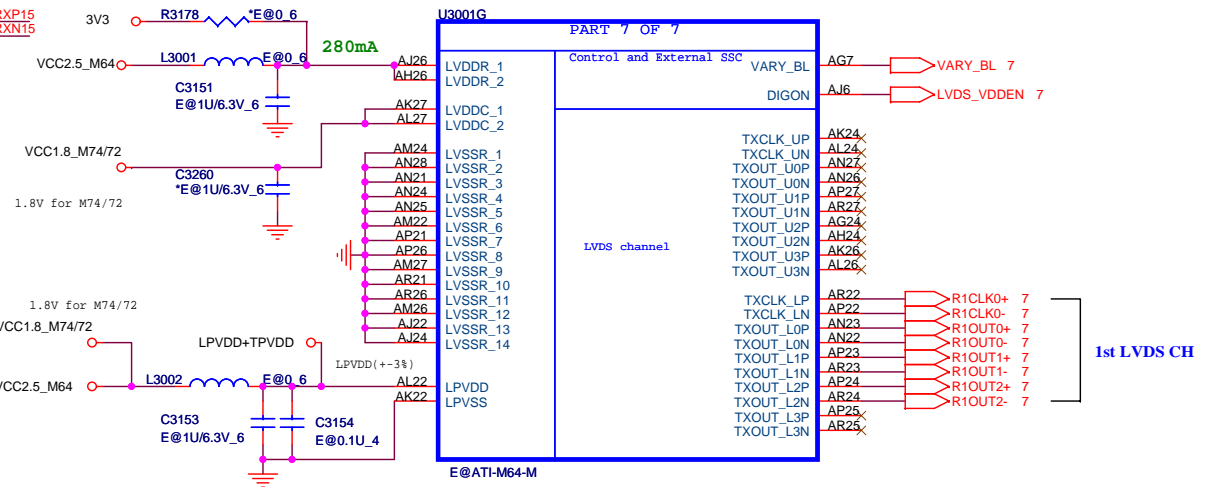 RXP15
RXN15
3V3
R3178
*E@0_6
U3001G
PART 7 OF 7
280mA
VCC2.5_M64
L3001
E@0_6
C3151
E@1U/6.3V_6
AJ26 LVDDR_1
AH26 LVDDR_2
AK27 LVDDC_1
AL27 LVDDC_2
VCC1.8_M74/72
C3260
*E@1U/6.3V_6
1.8V for M74/72
AM24 LVSSR_1
AN28 LVSSR_2
AN21 LVSSR_3
AN24 LVSSR_4
AN25 LVSSR_5
AM22 LVSSR_6
AP21 LVSSR_7
AP26 LVSSR_8
AM27 LVSSR_9
AR21 LVSSR_10
AR26 LVSSR_11
AM26 LVSSR_12
AJ22 LVSSR_13
AJ24 LVSSR_14
1.8V for M74/72
VCC1.8_M74/72
LPVDD+TPVDD
LPVDD(+-3%)
VCC2.5_M64
L3002
E@0_6
AL22 LPVDD
AK22 LPVSS
C3153
E@1U/6.3V_6
C3154
E@0.1U_4
Control and External SSC
VARY_BL AG7 VARY_BL 7
DIGON AJ6 LVDS_VDDEN 7
LVDS channel
TXCLK_UP AK24
TXCLK_UN AL24
TXOUT_U0P AN27
TXOUT_U0N AN26
TXOUT_U1P AP27
TXOUT_U1N AR27
TXOUT_U2P AG24
TXOUT_U2N AH24
TXOUT_U3P AK26
TXOUT_U3N AL26
TXCLK_LP AR22 R1CLK0+ 7
TXCLK_LN AP22 R1CLK0- 7
TXOUT_L0P AN23 R1OUT0+ 7
TXOUT_L0N AN22 R1OUT0- 7
TXOUT_L1P AP23 R1OUT1+ 7
TXOUT_L1N AR23 R1OUT1- 7
TXOUT_L2P AP24 R1OUT2+ 7
TXOUT_L2N AR24 R1OUT2- 7
TXOUT_L3P AP25
TXOUT_L3N AR25
1st LVDS CH
E@ATI-M64-M